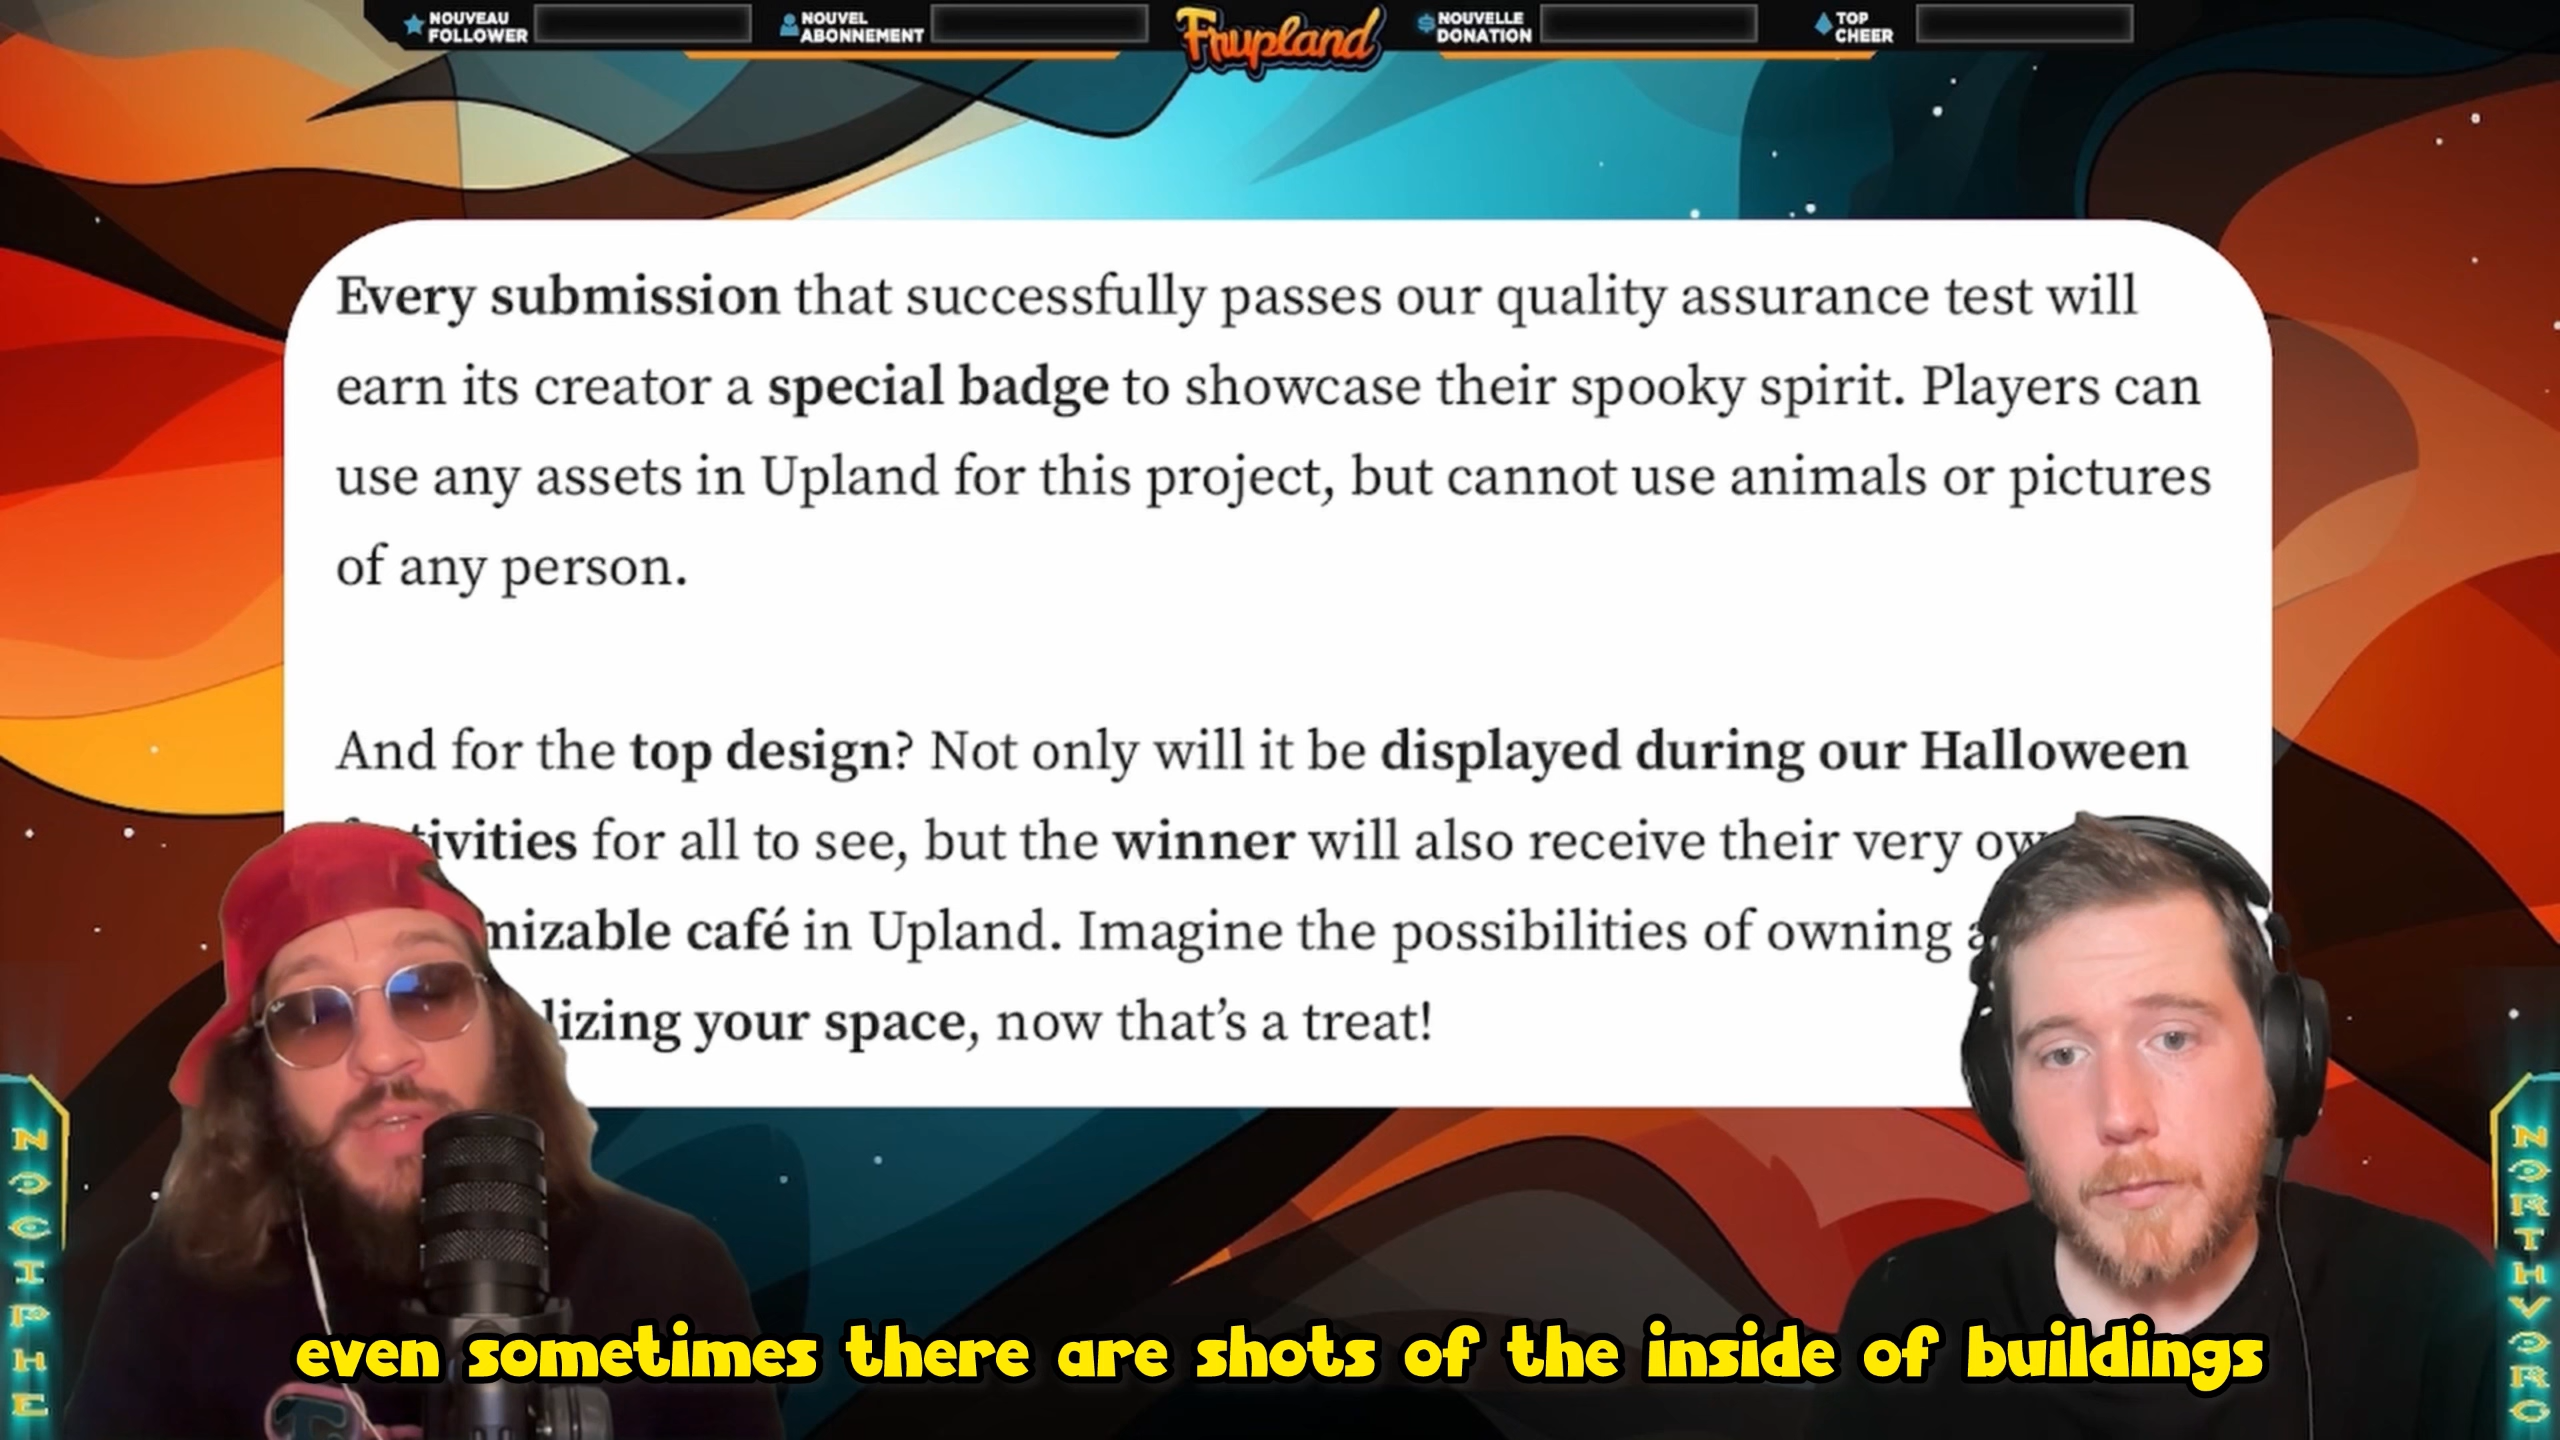 NOUVEAU
FOLLOWER
NOUVEL
ABONNEMENT
Frupland
NOUVELLE
DONATION
TOP
CHEER
Every submission that successfully passes our quality assurance test will
earn its creator a special badge to showcase their spooky spirit. Players can
use any assets in Upland for this project, but cannot use animals or pictures
of any person.
And for the top design? Not only will it be displayed during our Halloween
for all to see, but the winner will also receive their very
café in Upland. Imagine the possibilities of owning
your space, now that's a treat!
NOCIPHE
NORTHVORC
even sometimes there are shots of the inside of buildings